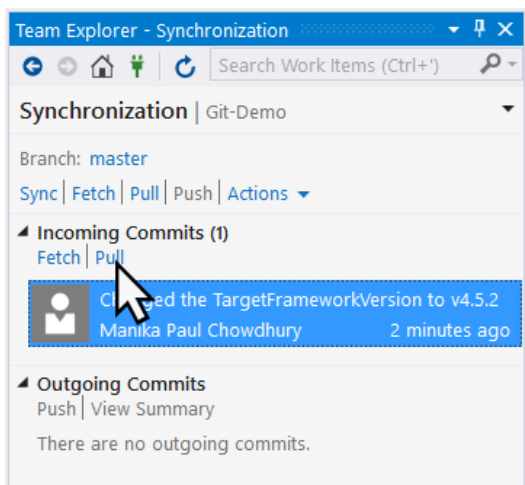 Team Explorer - Synchronization
Search Work Items (Ctrl+')
Synchronization | Git-Demo
Branch: master
Sync | Fetch | Pull | Push | Actions
Incoming Commits (1)
Fetch | Pull
the TargetFrameworkVersion to v4.5.2
Manika Paul Chowdhury 2 minutes ago
Outgoing Commits
Push | View Summary
There are no outgoing commits.